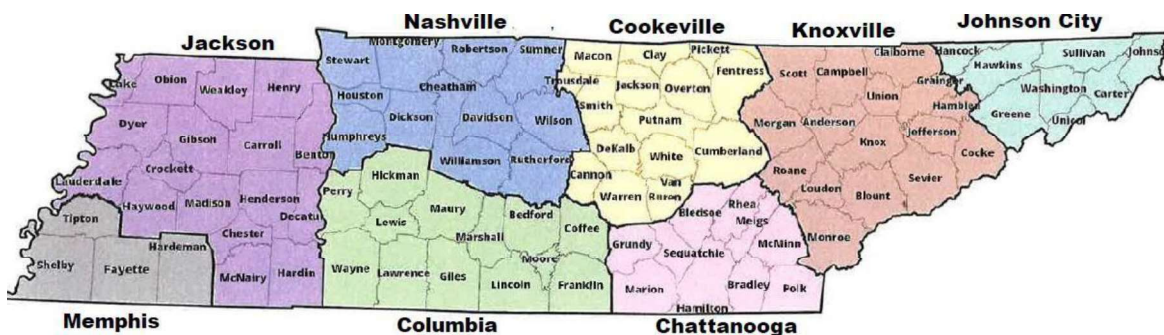 Jackson
Nashville
Cookeville
Knoxville
Johnson City
Lake
Obion
Weakley
Henry
Dyer
Gibson
Carroll
Benton
Crockett
Lauderdale
Haywood
Madison
Henderson
Decatu
Chester
McNairy
Hardin
Tipton
Hardeman
Shelby
Fayette
Memphis
Stewart
Montgomery
Robertson
Sumner
Houston
Cheatham
Dickson
Davidson
Wilson
Humphreys
Williamson
Rutherford
Perry
Hickman
Lewis
Maury
Bedford
Coffee
Marshall
Moore
Wayne
Lawrence
Giles
Lincoln
Franklin
Columbia
Macon
Clay
Pickett
Fentress
Trousdale
Jackson
Overton
Smith
Putnam
DeKalb
White
Cumberland
Cannon
Warren
Van
Buren
Bledsoe
Rhea
Meigs
Grundy
Sequatchie
McMinn
Marion
Hamilton
Bradley
Polk
Chattanooga
Scott
Campbell
Claiborne
Union
Grainger
Hamblen
Morgan
Anderson
Knox
Jefferson
Cocke
Roane
Loudon
Blount
Sevier
Monroe
Hancock
Hawkins
Sullivan
Johns
Washington
Carter
Greene
Unicoi